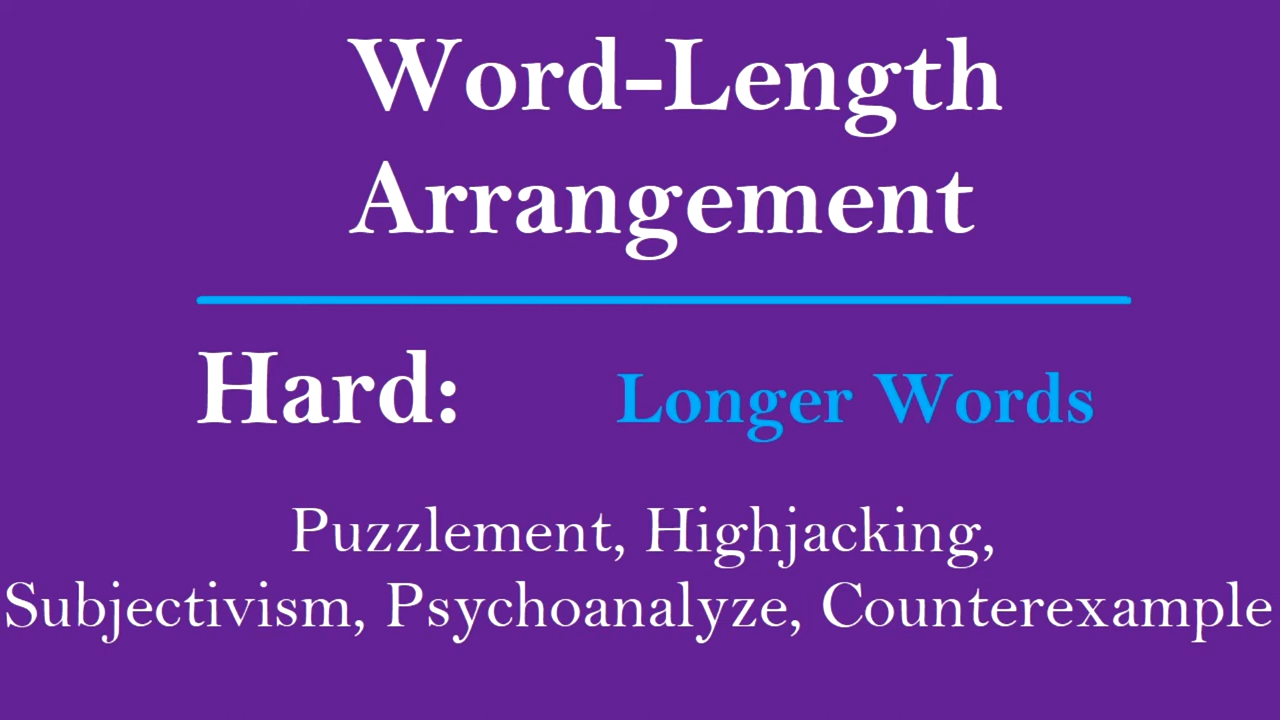 Word-Length
Arrangement
Hard: Longer Words
Puzzlement, Highjacking,
Subjectivism, Psychoanalyze, Counterexample